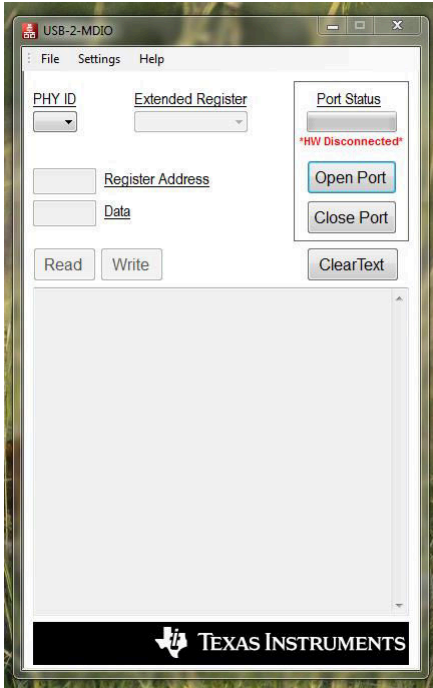 USB-2-MDIO
File Settings Help
PHY ID Extended Register Port Status
*HW Disconnected*
Register Address Open Port
Data Close Port
Read Write ClearText
TEXAS INSTRUMENTS